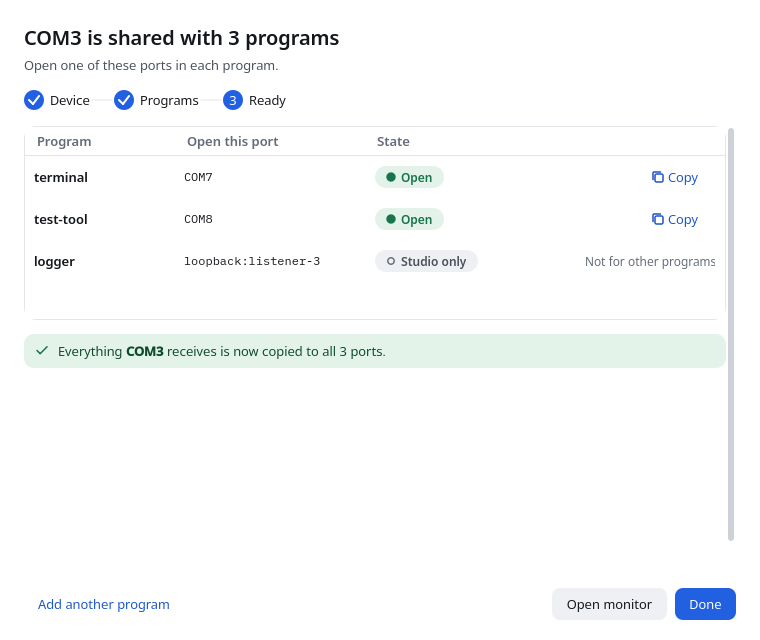 COM3 is shared with 3 programs
Open one of these ports in each program.
Device Programs 3 Ready
Program Open this port State
terminal COM7 Open Copy
test-tool COM8 Open Copy
logger loopback:listener-3 Studio only Not for other programs
Everything COM3 receives is now copied to all 3 ports.
Add another program Open monitor Done